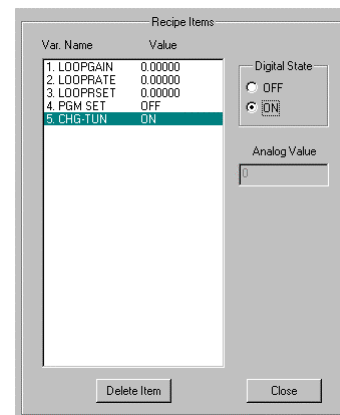 Recipe Items
Var. Name Value
1. LOOPGAIN 0.00000
2. LOOPRATE 0.00000
3. LOOPRSET 0.00000
4. PGM SET OFF
5. CHG-TUN ON
Digital State
OFF
ON
Analog Value
0
Delete Item Close